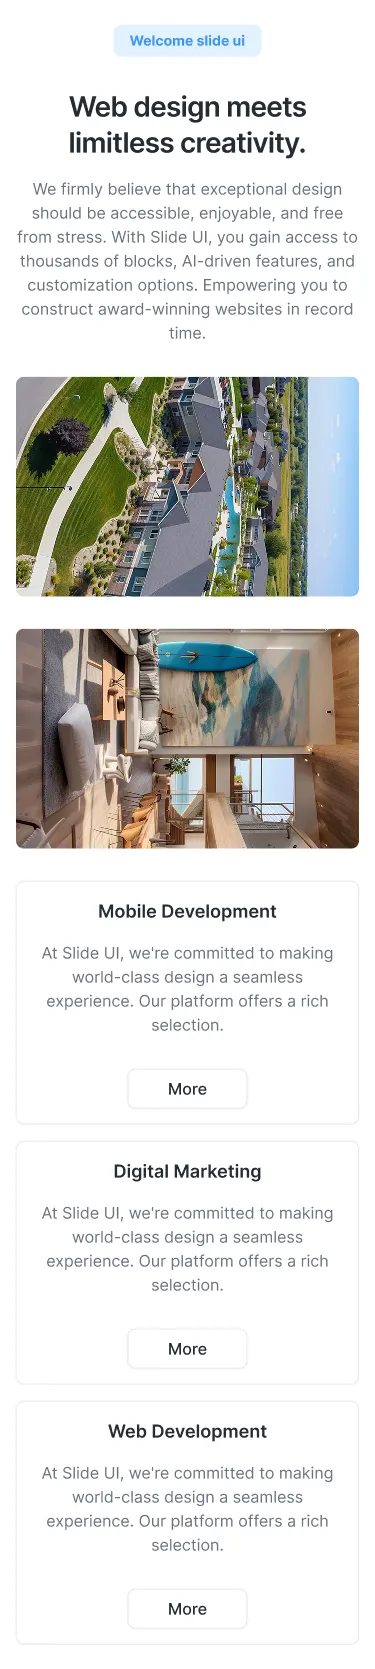 Welcome slide ui
Web design meets
limitless creativity.
We firmly believe that exceptional design
should be accessible, enjoyable, and free
from stress. With Slide UI, you gain access to
thousands of blocks, AI-driven features, and
customization options. Empowering you to
construct award-winning websites in record
time.
Mobile Development
At Slide UI, we're committed to making
world-class design a seamless
experience. Our platform offers a rich
selection.
More
Digital Marketing
At Slide UI, we're committed to making
world-class design a seamless
experience. Our platform offers a rich
selection.
More
Web Development
At Slide UI, we're committed to making
world-class design a seamless
experience. Our platform offers a rich
selection.
More